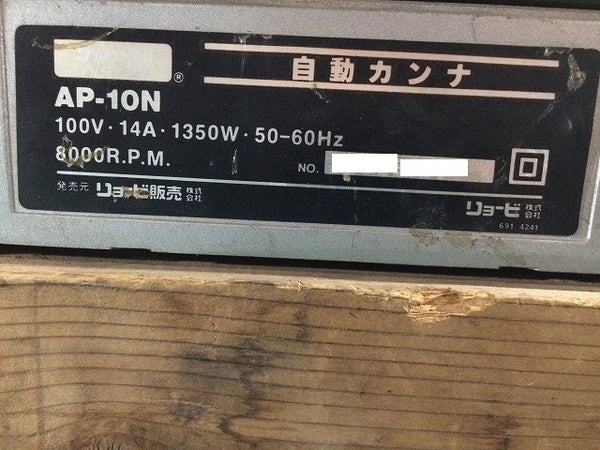 ®
自動カンナ
AP-10N
100V・14A・1350W・50-60Hz
8000R.P.M.
NO.
発売元 リョービ販売 株式会社
リョービ 株式会社
691 4241